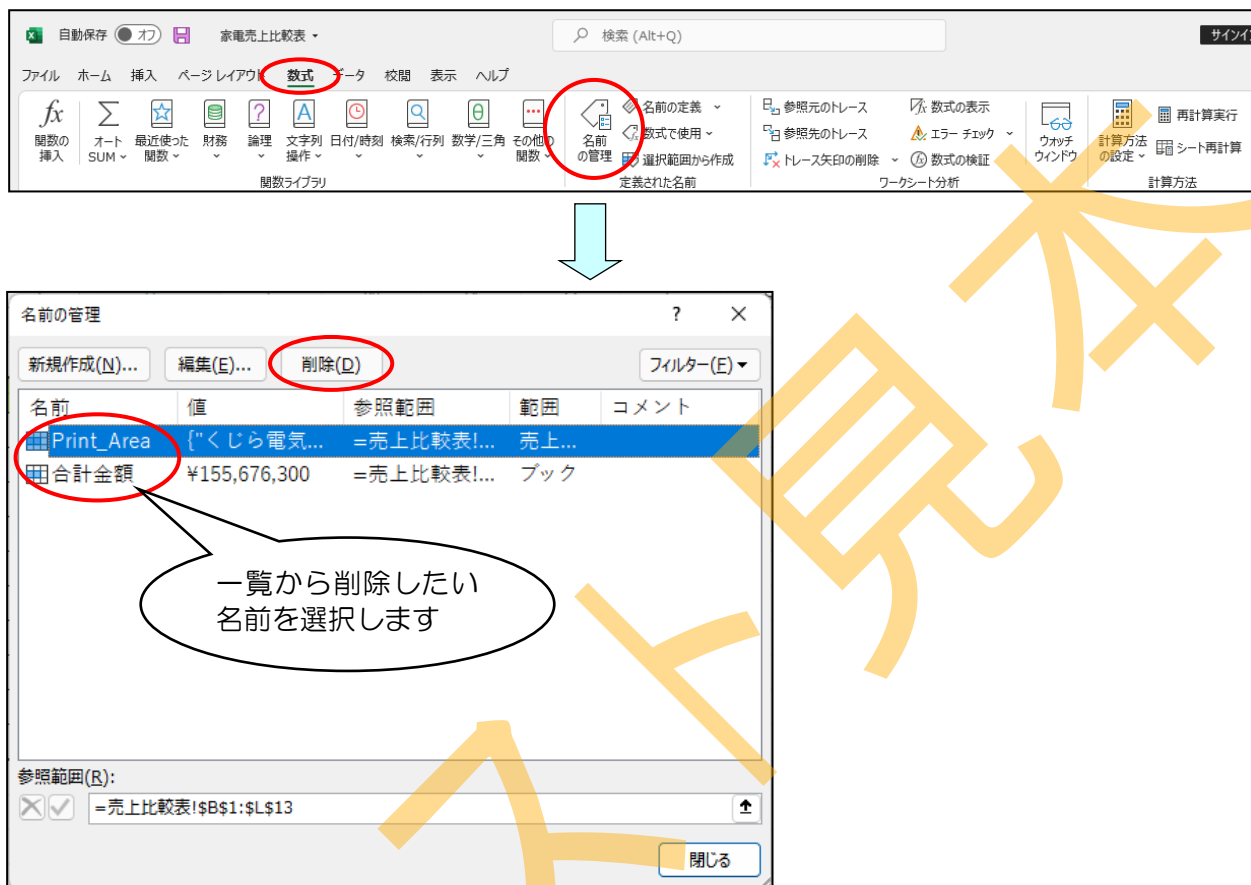 自動保存 オフ 家電売上比較表 検索 (Alt+Q)
ファイル ホーム 挿入 ページ レイアウト 数式 データ 校閲 表示 ヘルプ
fx 関数の挿入
Σ オート SUM
最近使った関数
財務
? 論理
A 文字列操作
日付/時刻
検索/行列
θ 数学/三角
その他の関数
関数ライブラリ
名前の管理
名前の定義
数式で使用
選択範囲から作成
定義された名前
参照元のトレース
参照先のトレース
トレース矢印の削除
fx 数式の表示
エラー チェック
fx 数式の検証
ウォッチウィンドウ
ワークシート分析
計算方法の設定
再計算実行
シート再計算
計算方法
名前の管理 ? ×
新規作成(N)... 編集(E)... 削除(D) フィルター(F)
名前 値 参照範囲 範囲 コメント
Print_Area {"くじら電気... =売上比較表!... 売上...
合計金額 ¥155,676,300 =売上比較表!... ブック
一覧から削除したい
名前を選択します
参照範囲(R):
=売上比較表!$B$1:$L$13
閉じる
スト見本